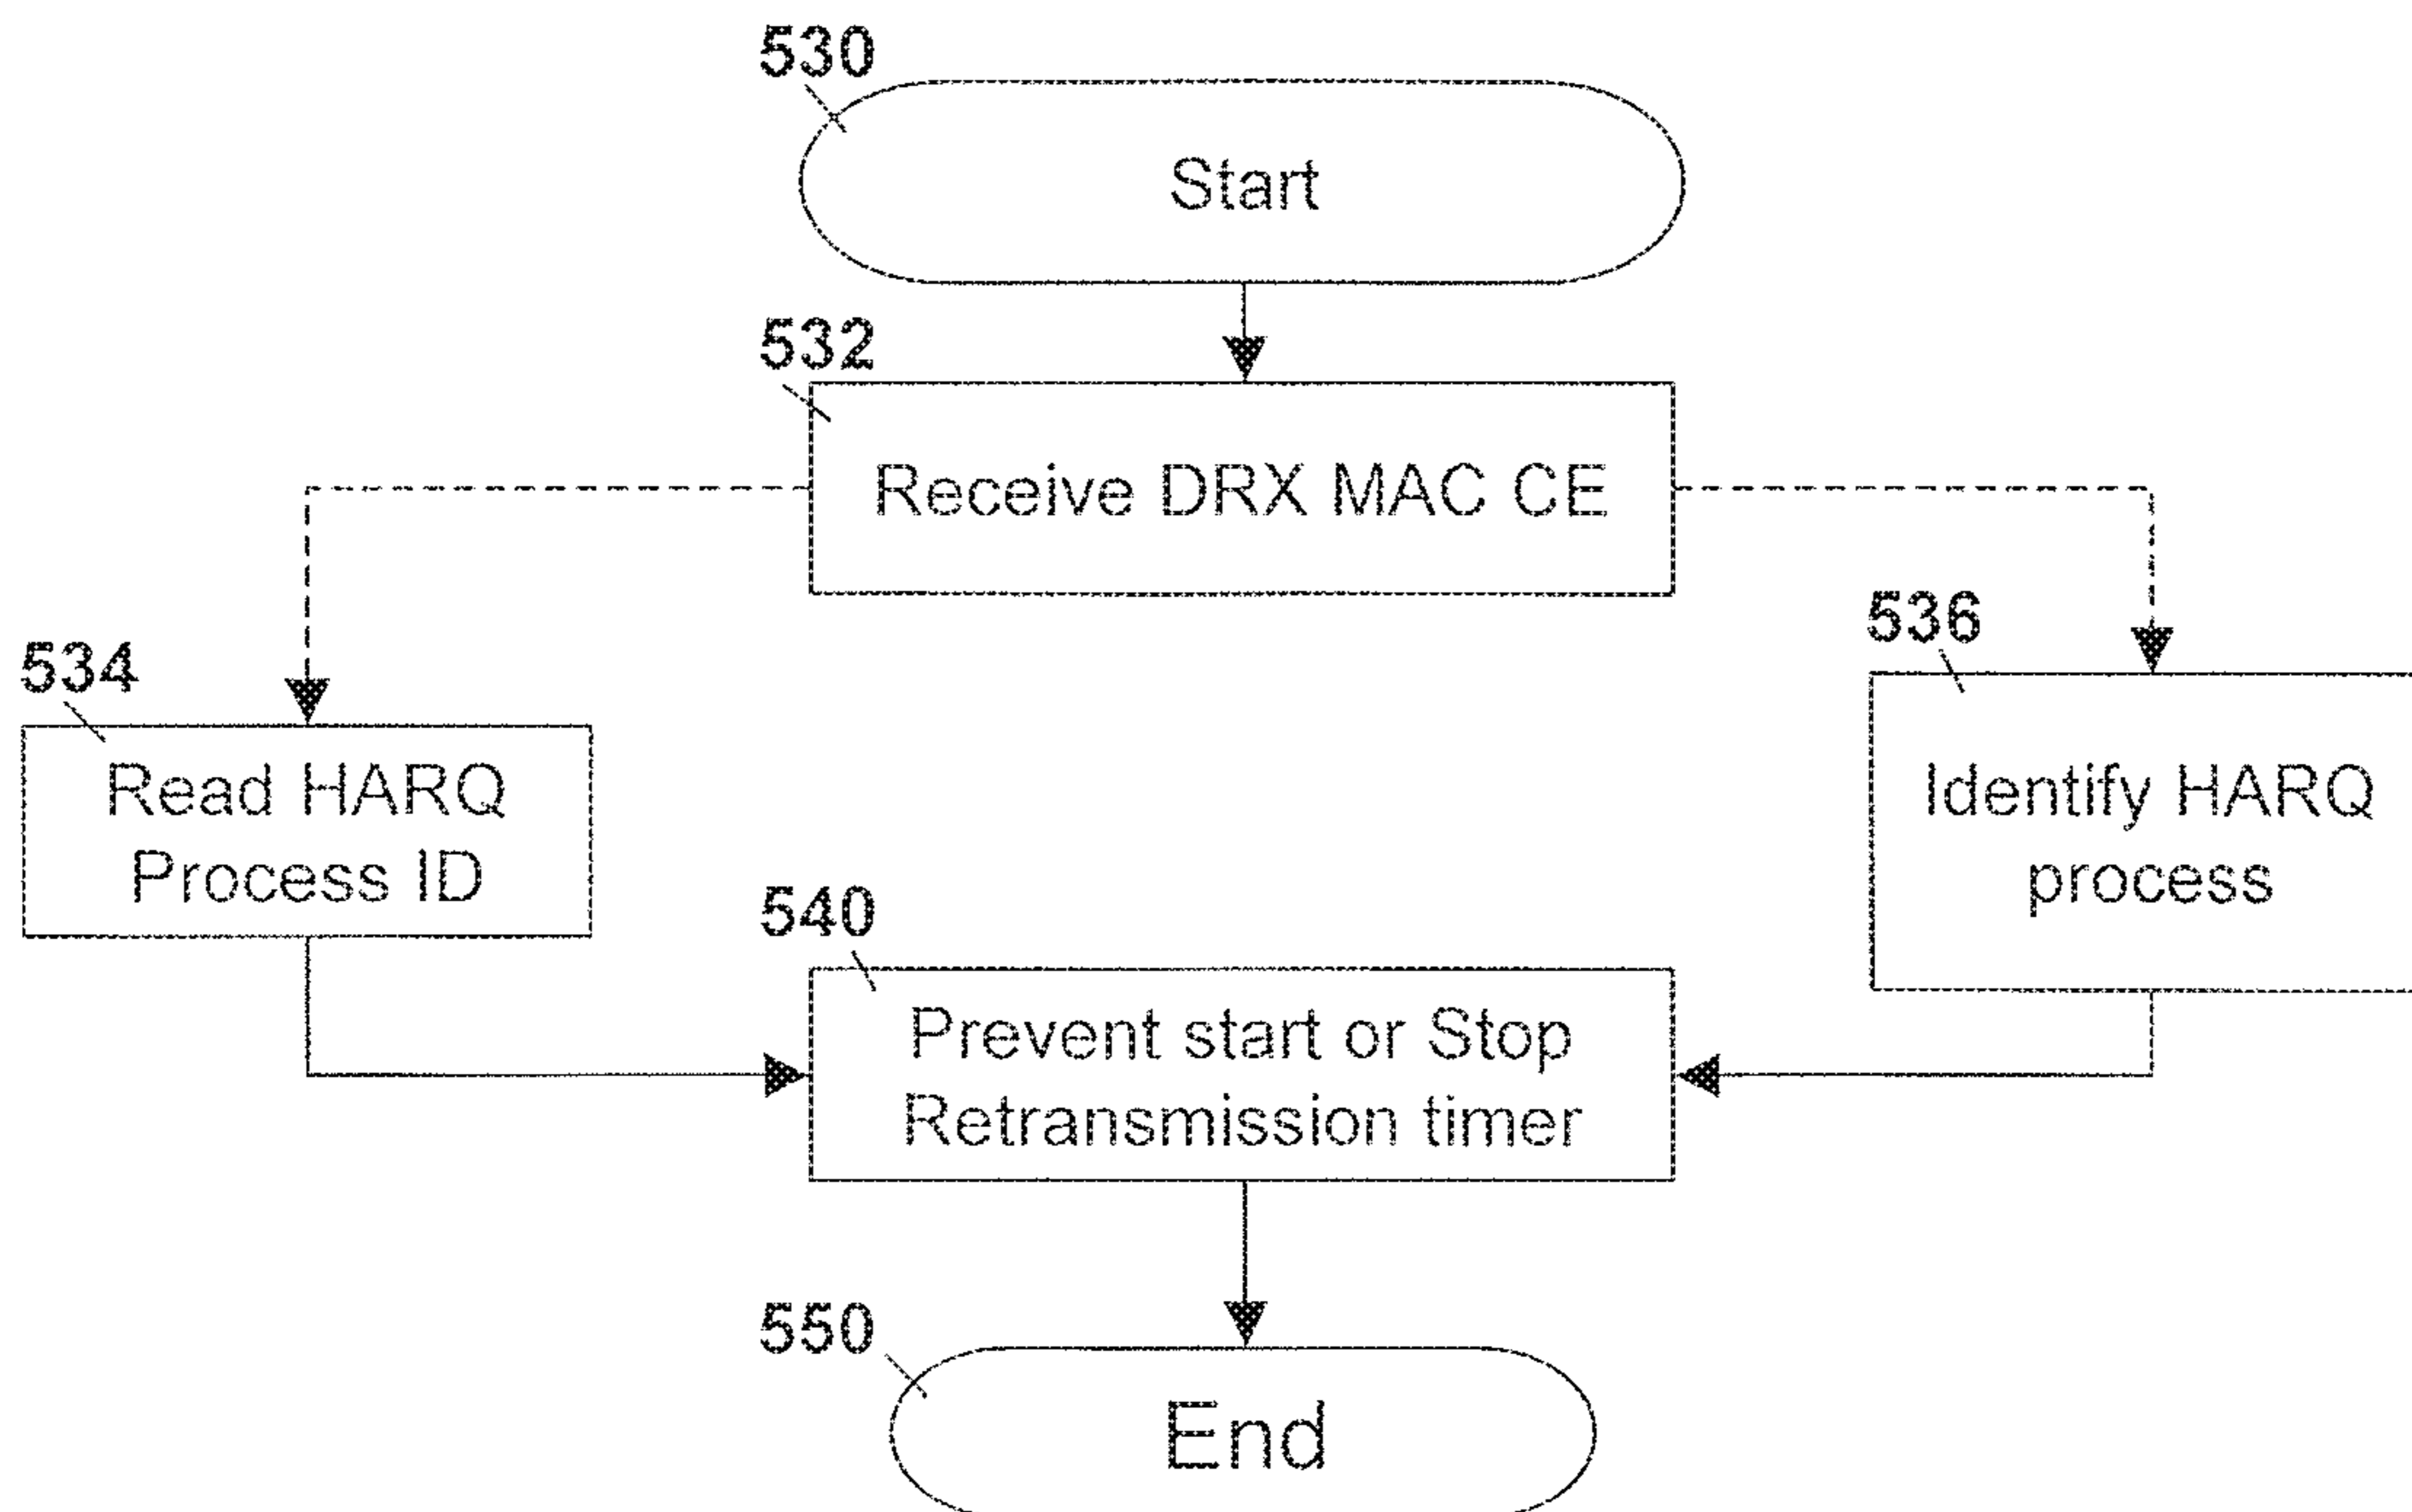 530
Start
532
Receive DRX MAC CE
534
Read HARQ
Process ID
536
Identify HARQ
process
540
Prevent start or Stop
Retransmission timer
550
End